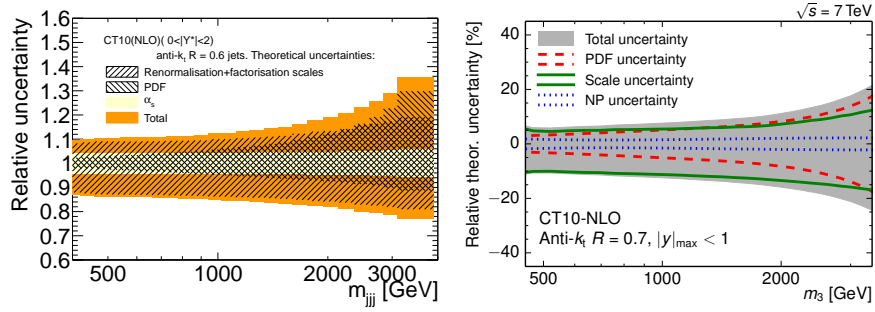 Relative uncertainty
1.6
1.5
1.4
1.3
1.2
1.1
1
0.9
0.8
0.7
0.6
CT10(NLO)( 0<|Y*|<2)
anti-kt R = 0.6 jets. Theoretical uncertainties:
Renormalisation+factorisation scales
PDF
αs
Total
500 1000 2000 3000
mjjj [GeV]
√s = 7 TeV
Relative theor. uncertainty [%]
40
20
0
−20
−40
Total uncertainty
PDF uncertainty
Scale uncertainty
NP uncertainty
CT10-NLO
Anti-kt R = 0.7, |y|max < 1
500 1000 2000
m3 [GeV]